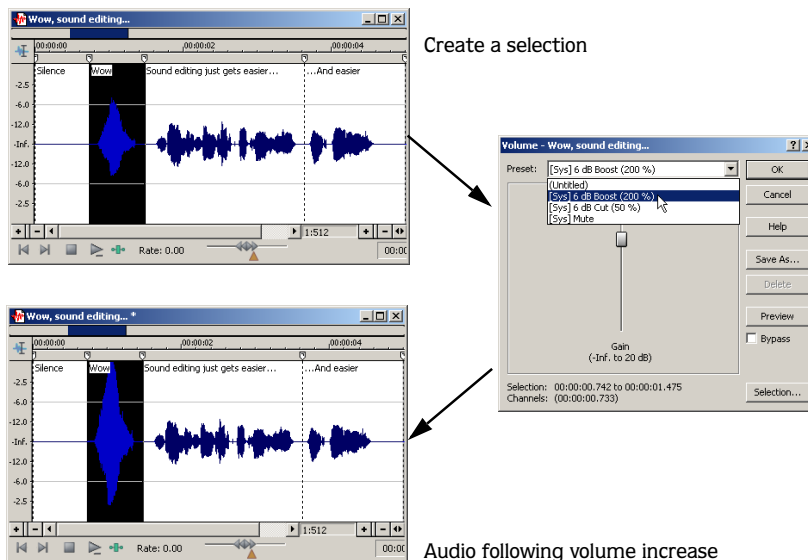 Wow, sound editing...
00:00:00 ,00:00:02 ,00:00:04
Silence Wow Sound editing just gets easier... ...And easier
-2.5
-6.0
-12.0
-Inf.
-12.0
-6.0
-2.5
1:512
Rate: 0.00 00:00
Create a selection
Volume - Wow, sound editing...
Preset: [Sys] 6 dB Boost (200 %) OK
(Untitled)
[Sys] 6 dB Boost (200 %)
[Sys] 6 dB Cut (50 %)
[Sys] Mute
Cancel
Help
Save As...
Delete
Preview
Bypass
Gain
(-Inf. to 20 dB)
Selection: 00:00:00.742 to 00:00:01.475
Channels: (00:00:00.733)
Selection...
Wow, sound editing... *
00:00:00 ,00:00:02 ,00:00:04
Silence Wow Sound editing just gets easier... ...And easier
-2.5
-6.0
-12.0
-Inf.
-12.0
-6.0
-2.5
1:512
Rate: 0.00 00:00
Audio following volume increase